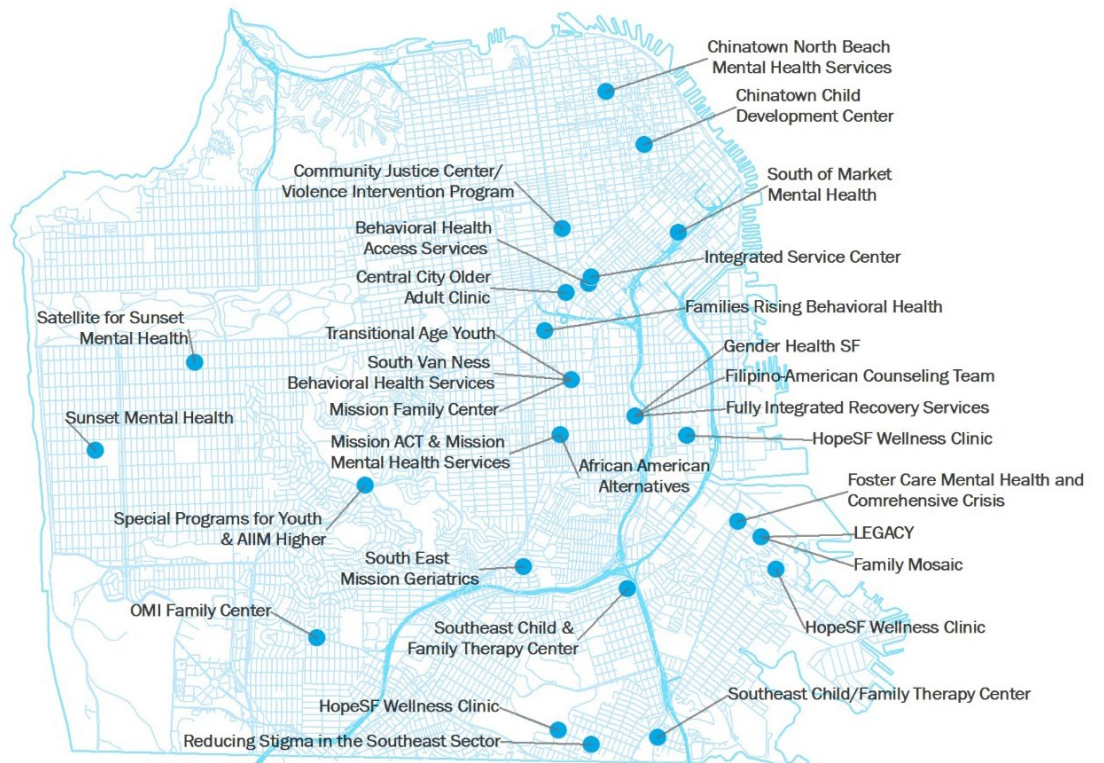 Chinatown North Beach
Mental Health Services
Chinatown Child
Development Center
Community Justice Center/
Violence Intervention Program
South of Market
Mental Health
Behavioral Health
Access Services
Integrated Service Center
Central City Older
Adult Clinic
Families Rising Behavioral Health
Satellite for Sunset
Mental Health
Transitional Age Youth
Gender Health SF
South Van Ness
Behavioral Health Services
Filipino-American Counseling Team
Mission Family Center
Fully Integrated Recovery Services
Sunset Mental Health
Mission ACT & Mission
Mental Health Services
HopeSF Wellness Clinic
African American
Alternatives
Foster Care Mental Health and
Comrehensive Crisis
Special Programs for Youth
& AIIM Higher
LEGACY
South East
Mission Geriatrics
Family Mosaic
OMI Family Center
Southeast Child &
Family Therapy Center
HopeSF Wellness Clinic
Southeast Child/Family Therapy Center
HopeSF Wellness Clinic
Reducing Stigma in the Southeast Sector